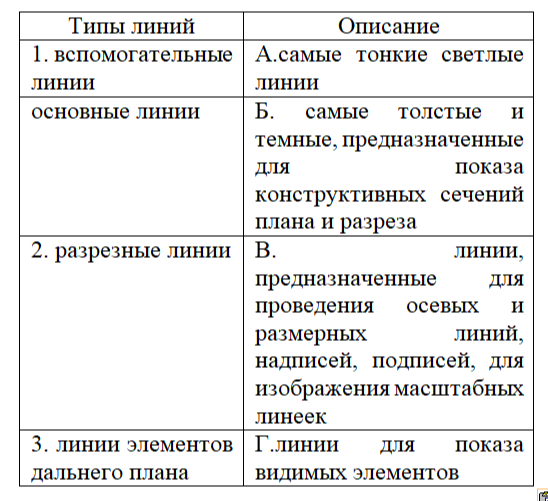 Типы линий
Описание
1. вспомогательные
линии
А.самые тонкие светлые
линии
основные линии
Б. самые толстые и
темные, предназначенные
для показа
конструктивных сечений
плана и разреза
2. разрезные линии
В. линии,
предназначенные для
проведения осевых и
размерных линий,
надписей, подписей, для
изображения масштабных
линеек
3. линии элементов
дальнего плана
Г.линии для показа
видимых элементов